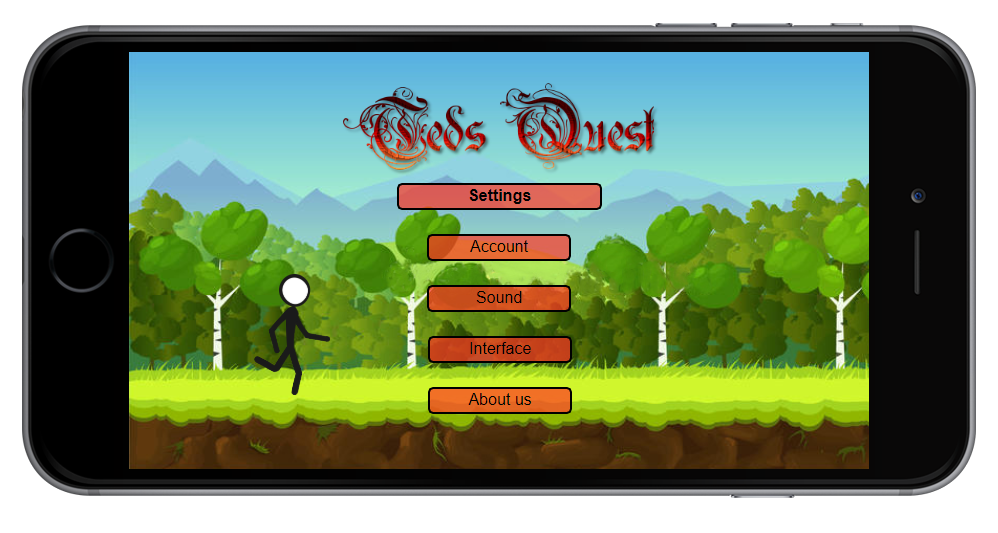 Teds Quest
Settings
Account
Sound
Interface
About us